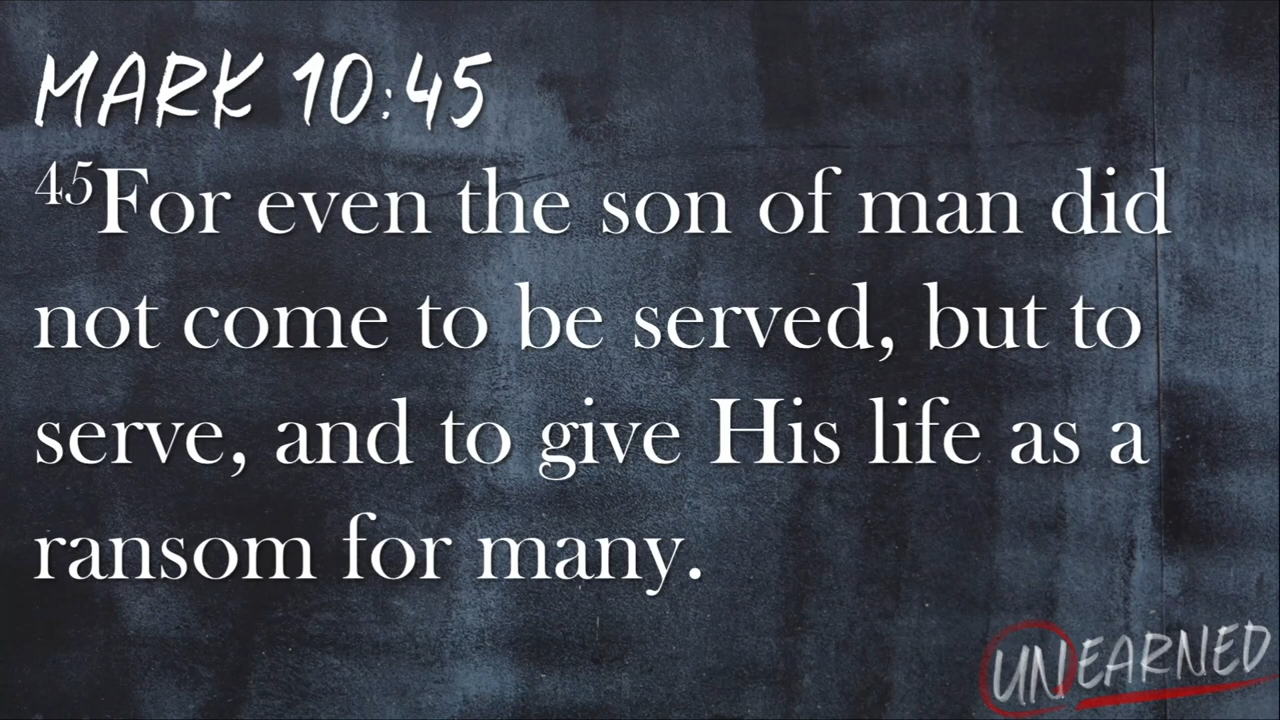 MARK 10:45
45For even the son of man did
not come to be served, but to
serve, and to give His life as a
ransom for many.
UNEARNED